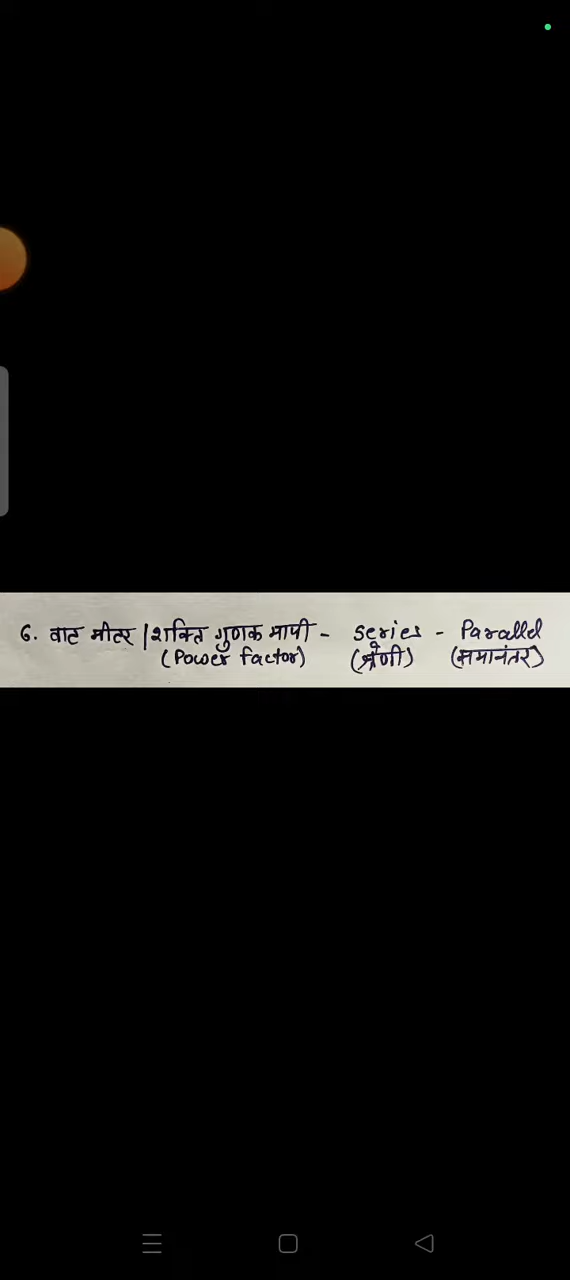 6. वाट मीटर / शक्ति गुणक मापी - Series - Parallel
(Power factor) (श्रेणी) (समानंतर)